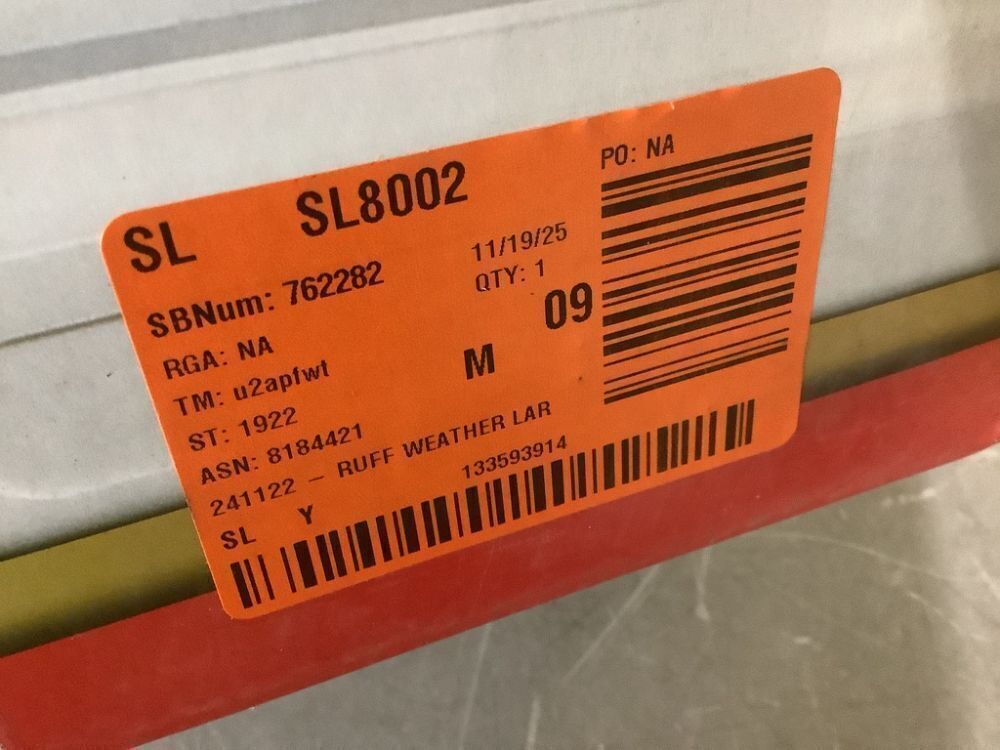 SL SL8002
PO: NA
SBNum: 762282 11/19/25
RGA: NA QTY: 1
TM: u2apfwt M 09
ST: 1922
ASN: 8184421
241122 - RUFF WEATHER LAR
SL Y 133593914